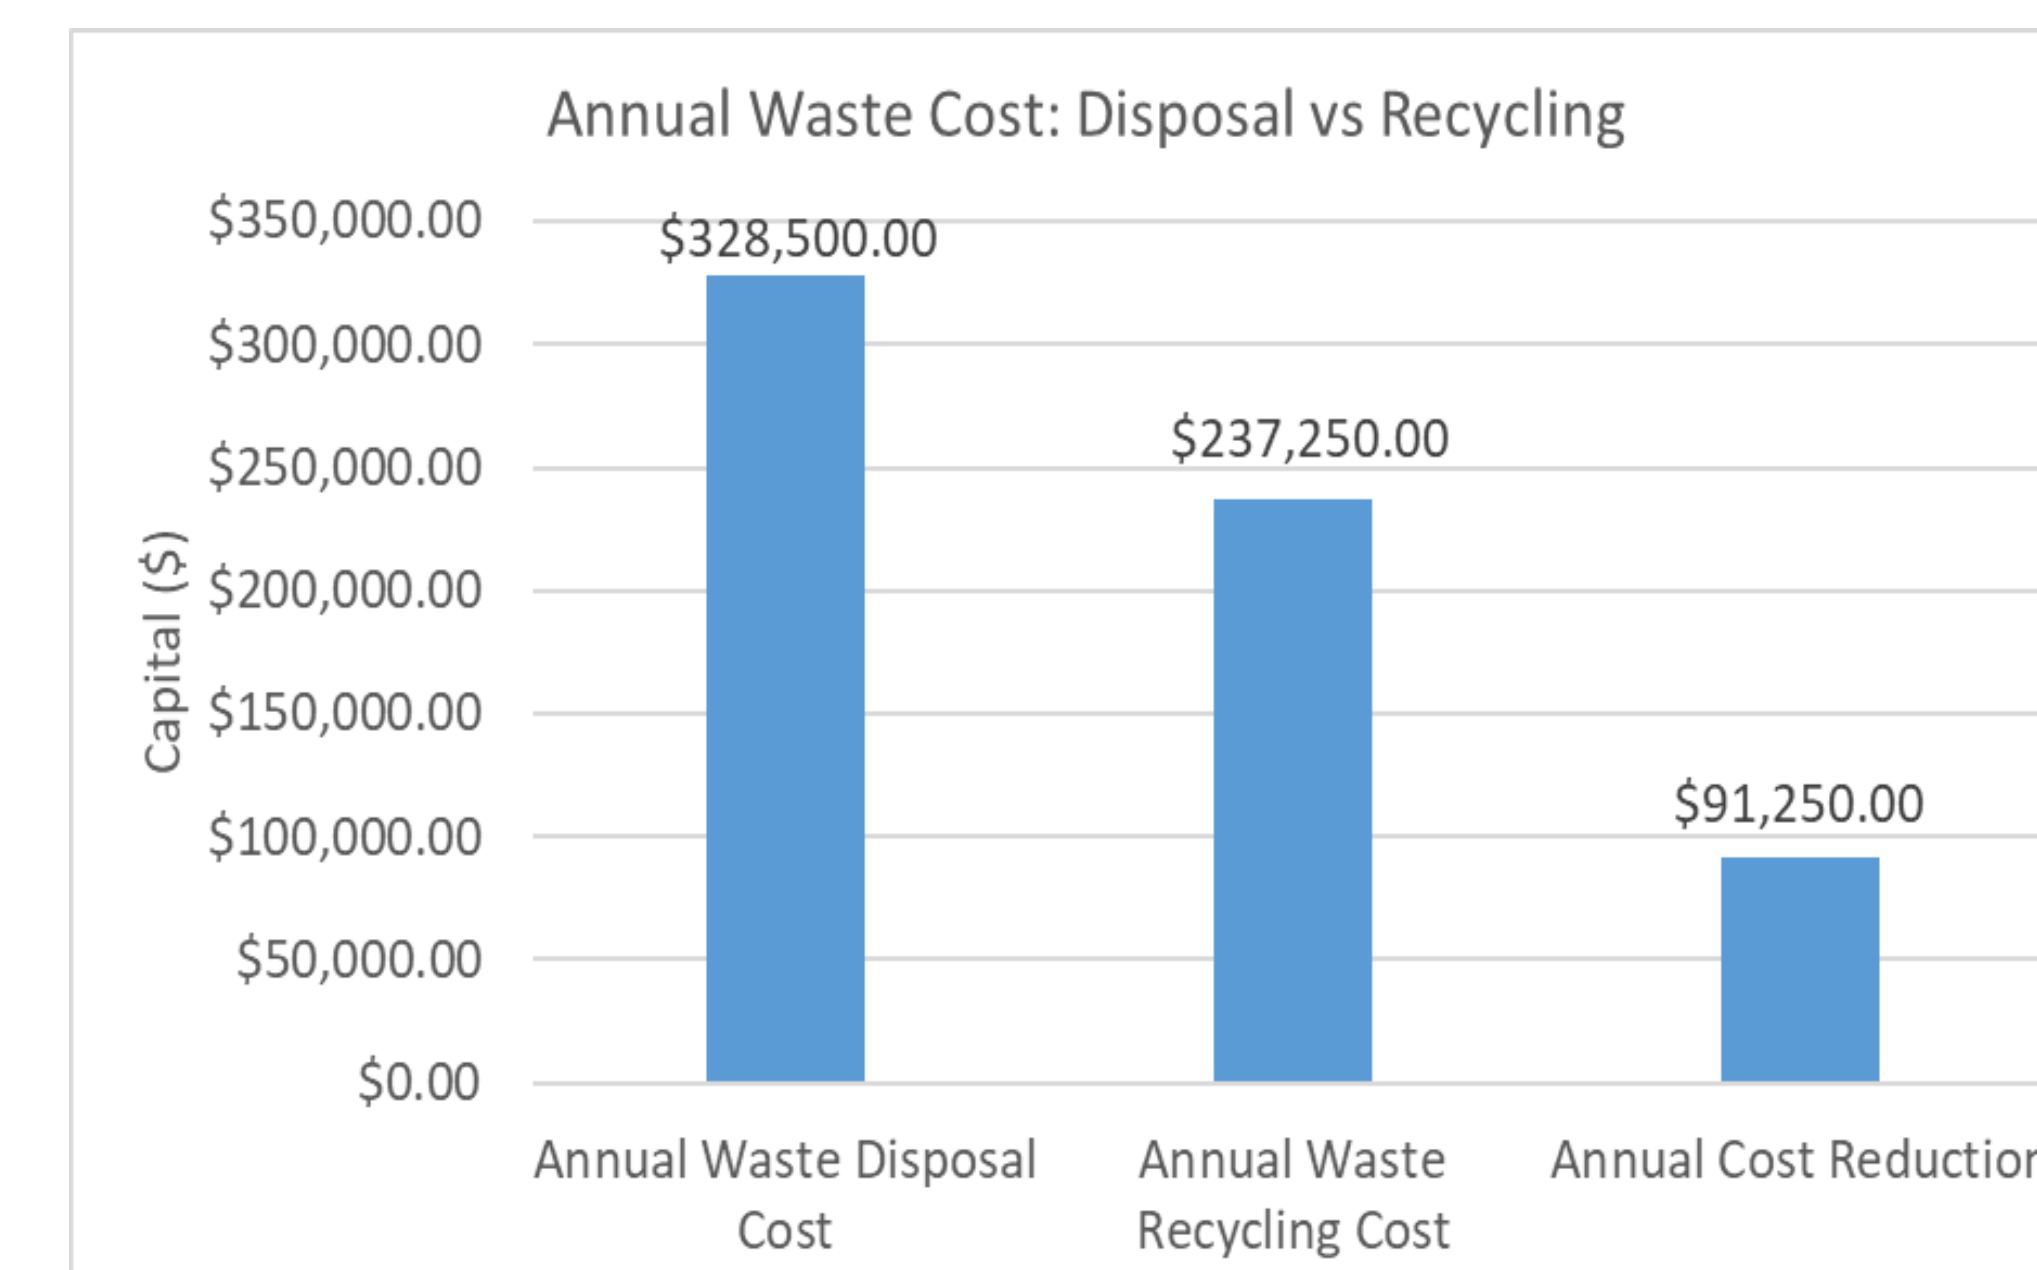 Annual Waste Cost: Disposal vs Recycling
$350,000.00
$300,000.00
$250,000.00
$200,000.00
$150,000.00
$100,000.00
$50,000.00
$0.00
Capital ($)
$328,500.00
$237,250.00
$91,250.00
Annual Waste Disposal
Cost
Annual Waste
Recycling Cost
Annual Cost Reduction